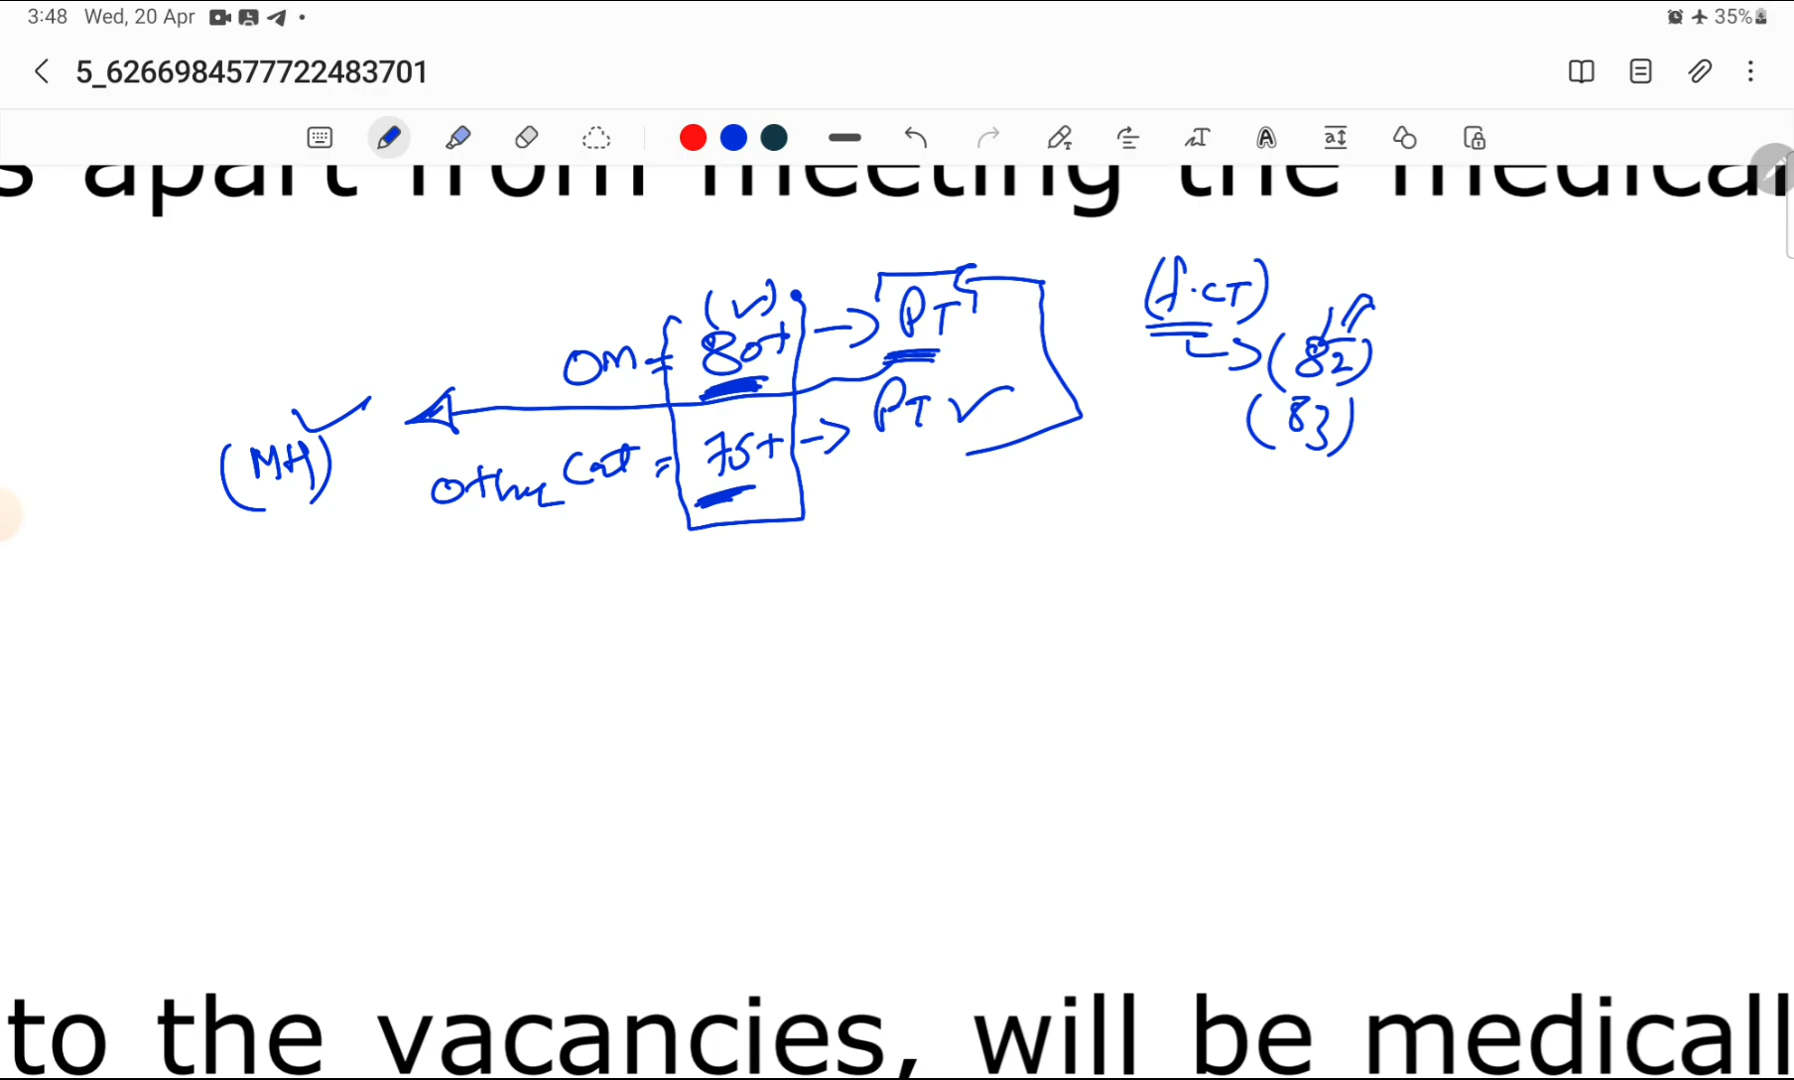 3:48 Wed, 20 Apr
35%
5_6266984577722483701
s apart from meeting the medical
(f.CT)
(✓)
OM = 80+ → PT
(82)
75+ → PT ✓
(83)
(MH) ✓
Cat =
to the vacancies, will be medicall